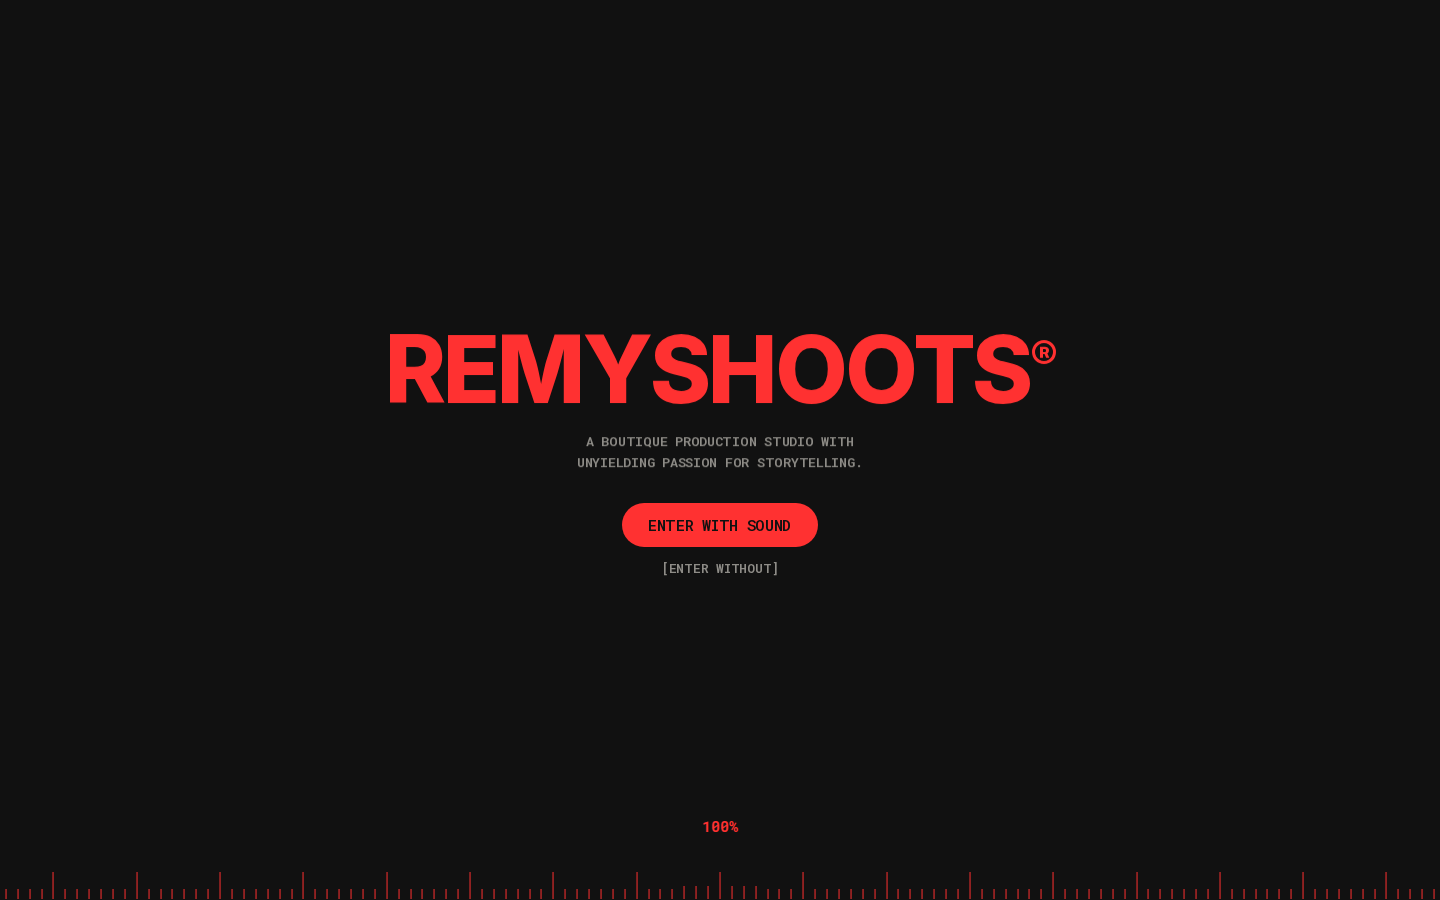 REMYSHOOTS®
A BOUTIQUE PRODUCTION STUDIO WITH
UNYIELDING PASSION FOR STORYTELLING.
ENTER WITH SOUND
[ENTER WITHOUT]
100%